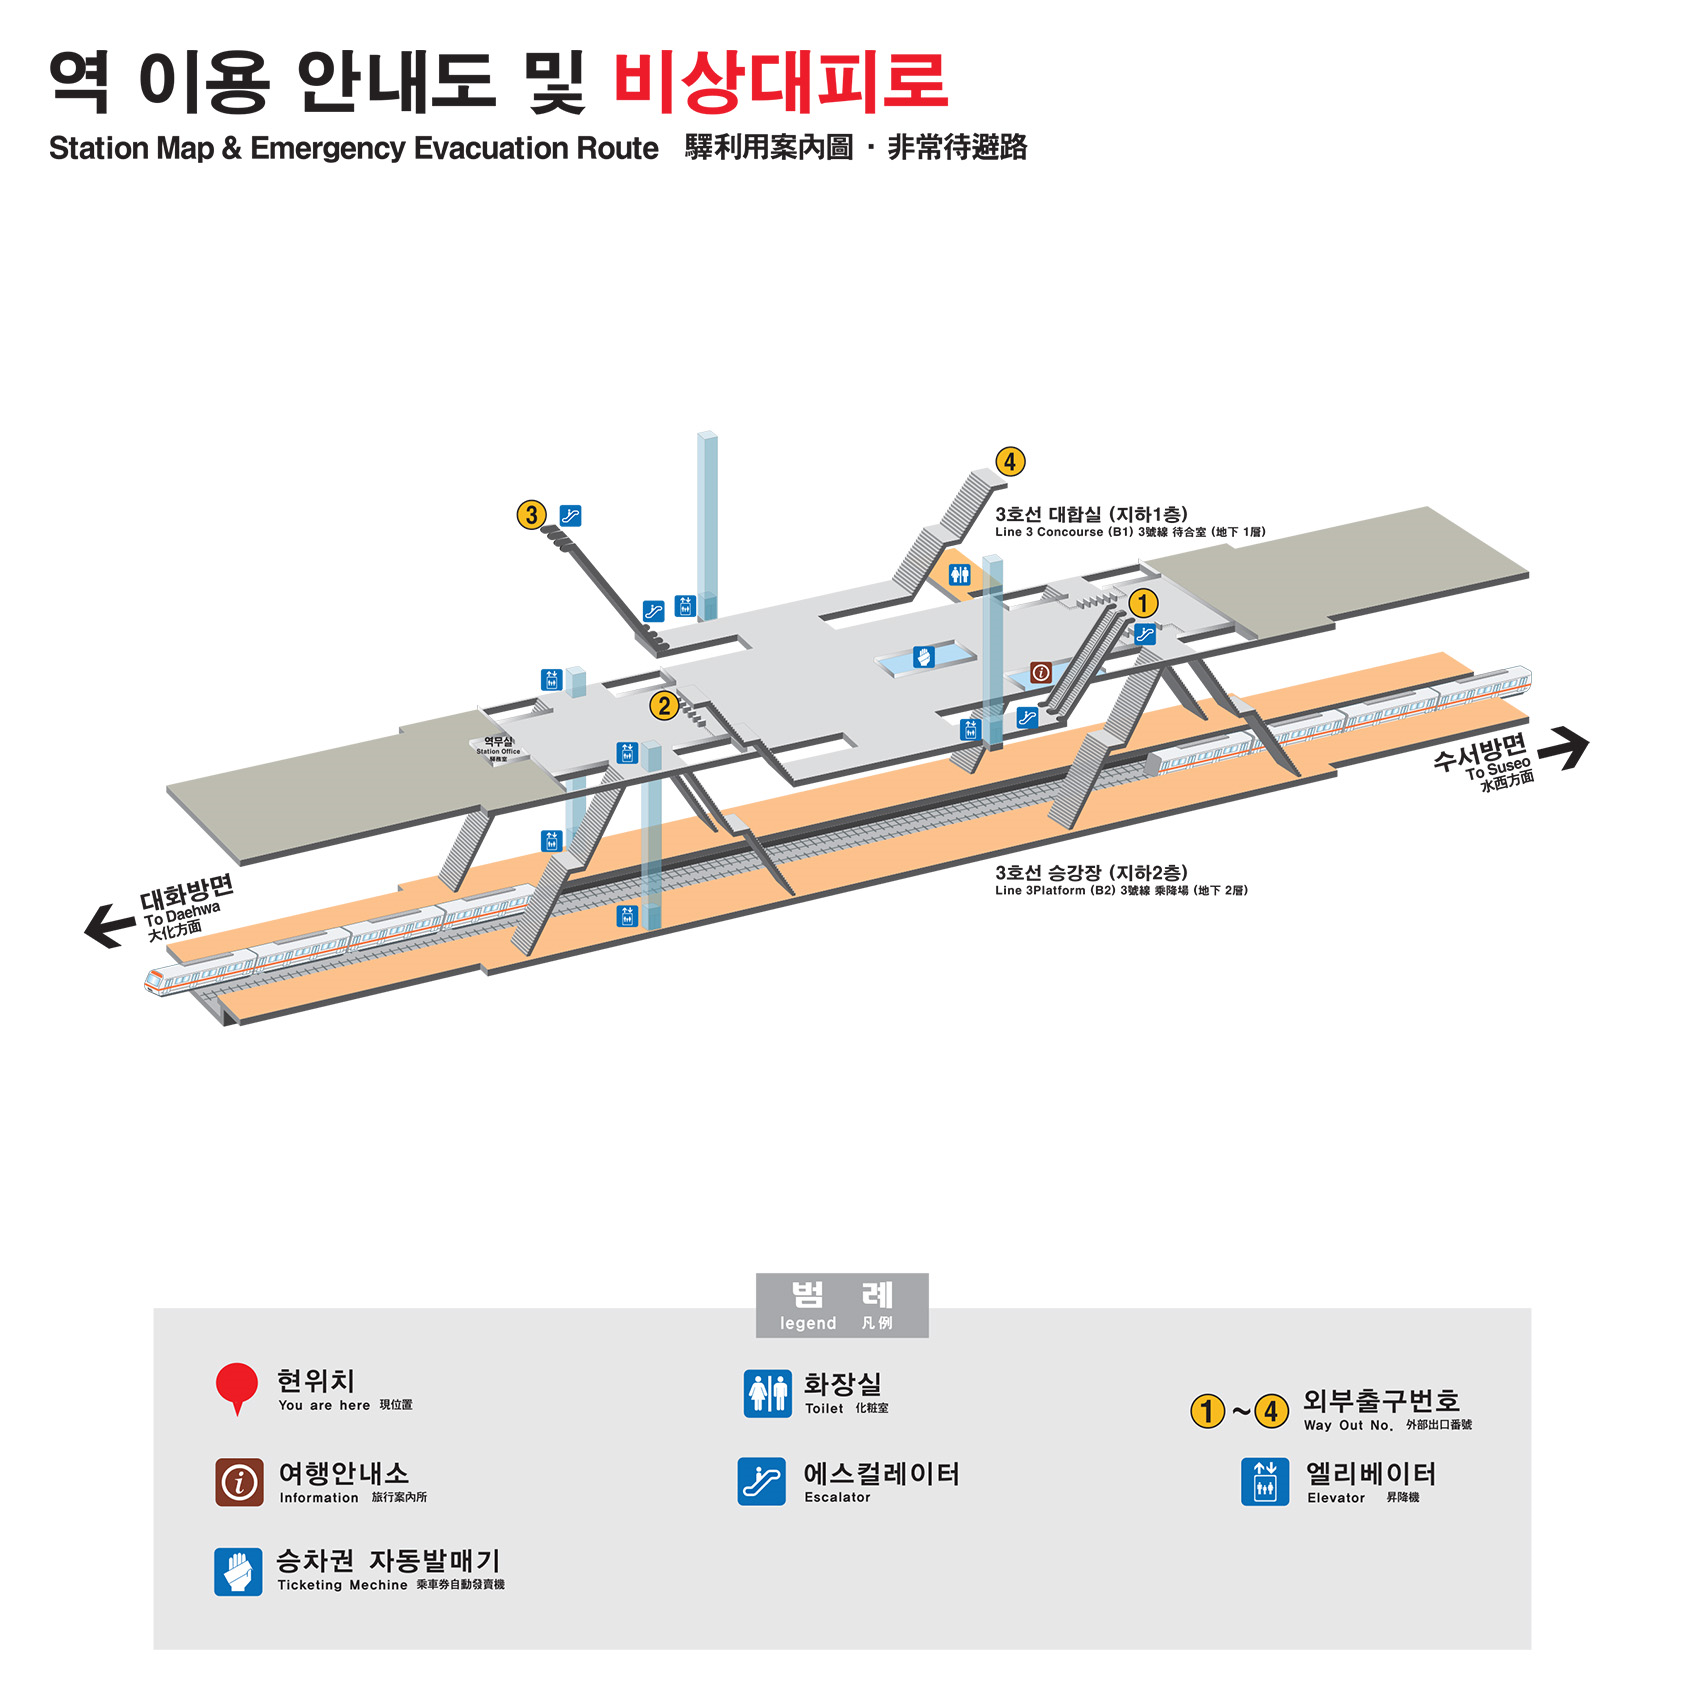 역 이용 안내도 및 비상대피로
Station Map & Emergency Evacuation Route 驛利用案內圖 · 非常待避路
4
3
3호선 대합실 (지하1층)
Line 3 Concourse (B1) 3號線 待合室 (地下 1層)
1
2
역무실
Station Office
驛務室
수서방면
To Suseo
水西方面
대화방면
To Daehwa
大化方面
3호선 승강장 (지하2층)
Line 3Platform (B2) 3號線 乘降場 (地下 2層)
범 례
legend 凡例
현위치
You are here 現位置
화장실
Toilet 化粧室
1 ~ 4 외부출구번호
Way Out No. 外部出口番號
여행안내소
Information 旅行案內所
에스컬레이터
Escalator
엘리베이터
Elevator 昇降機
승차권 자동발매기
Ticketing Mechine 乘車券自動發賣機